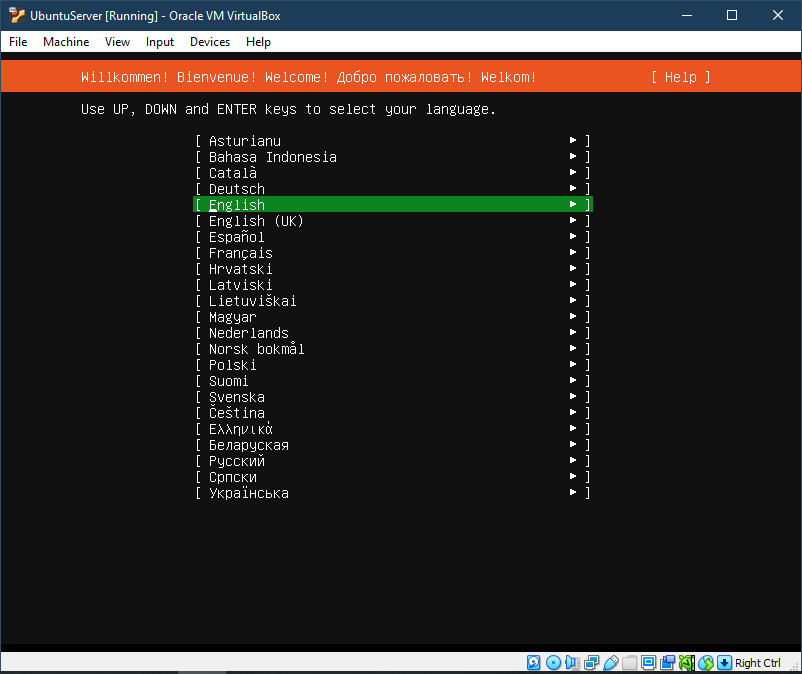 UbuntuServer [Running] - Oracle VM VirtualBox
File Machine View Input Devices Help
Willkommen! Bienvenue! Welcome! Добро пожаловать! Welkom! [ Help ]
Use UP, DOWN and ENTER keys to select your language.
[ Asturianu ► ]
[ Bahasa Indonesia ► ]
[ Català ► ]
[ Deutsch ► ]
[ English ► ]
[ English (UK) ► ]
[ Español ► ]
[ Français ► ]
[ Hrvatski ► ]
[ Latviski ► ]
[ Lietuviškai ► ]
[ Magyar ► ]
[ Nederlands ► ]
[ Norsk bokmål ► ]
[ Polski ► ]
[ Suomi ► ]
[ Svenska ► ]
[ Čeština ► ]
[ Ελληνικά ► ]
[ Беларуская ► ]
[ Русский ► ]
[ Српски ► ]
[ Українська ► ]
Right Ctrl